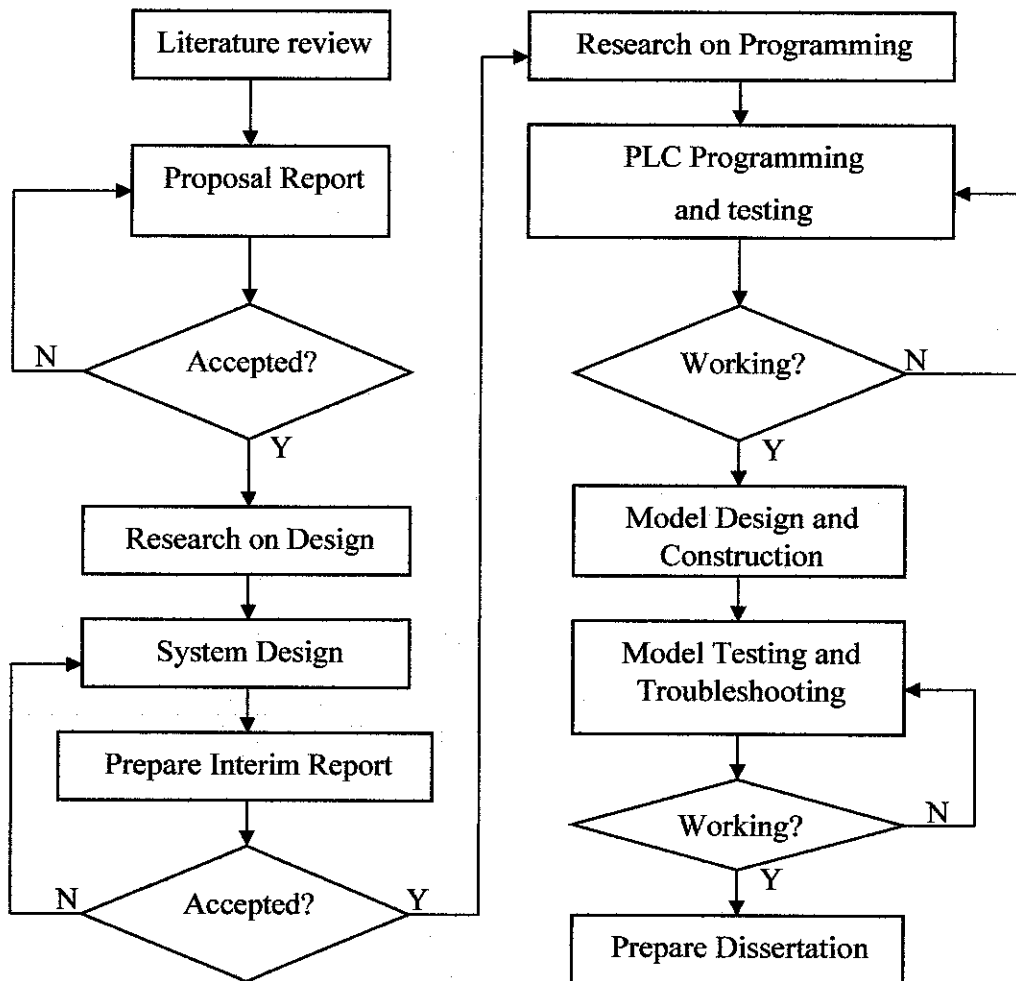 Literature review
Proposal Report
Accepted?
N
Y
Research on Design
System Design
Prepare Interim Report
Accepted?
N
Y
Research on Programming
PLC Programming
and testing
Working?
N
Y
Model Design and
Construction
Model Testing and
Troubleshooting
Working?
N
Y
Prepare Dissertation